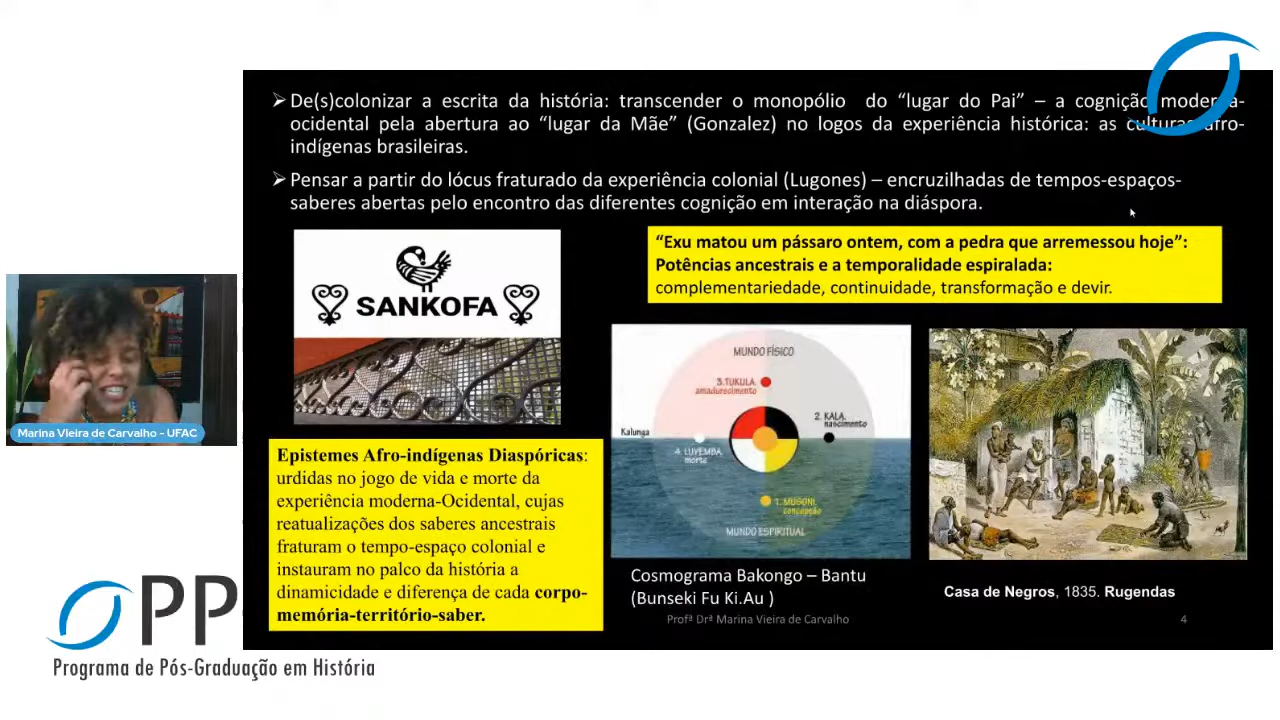 ➢ De(s)colonizar a escrita da história: transcender o monopólio do “lugar do Pai” – a cognição moderna-
ocidental pela abertura ao “lugar da Mãe” (Gonzalez) no logos da experiência histórica: as culturas afro-
indígenas brasileiras.
➢ Pensar a partir do lócus fraturado da experiência colonial (Lugones) – encruzilhadas de tempos-espaços-
saberes abertas pelo encontro das diferentes cognição em interação na diáspora.
“Exu matou um pássaro ontem, com a pedra que arremessou hoje”:
Potências ancestrais e a temporalidade espiralada:
complementariedade, continuidade, transformação e devir.
SANKOFA
Marina Vieira de Carvalho - UFAC
Epistemes Afro-indígenas Diaspóricas:
urdidas no jogo de vida e morte da
experiência moderna-Ocidental, cujas
reatualizações dos saberes ancestrais
fraturam o tempo-espaço colonial e
instauram no palco da história a
dinamicidade e diferença de cada corpo-
memória-território-saber.
MUNDO FÍSICO
3. TUKULA.
amadurecimento
2. KALA.
nascimento
Kalunga
4. LUVEMBA.
morte
1. MUSONI.
concepção
MUNDO ESPIRITUAL
Cosmograma Bakongo – Bantu
(Bunseki Fu Ki.Au )
Casa de Negros, 1835. Rugendas
Profª Drª Marina Vieira de Carvalho
4
PP
Programa de Pós-Graduação em História